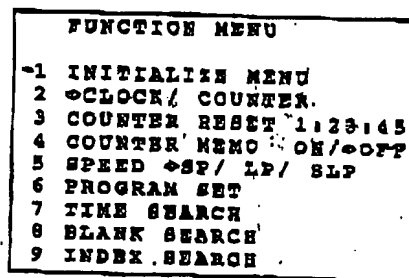 FUNCTION MENU
1 INITIALIZE MENU
2 CLOCK/ COUNTER
3 COUNTER RESET 1:23:45
4 COUNTER MEMO ON/OFF
5 SPEED SP/ LP/ SLP
6 PROGRAM SET
7 TIME SEARCH
8 BLANK SEARCH
9 INDEX SEARCH